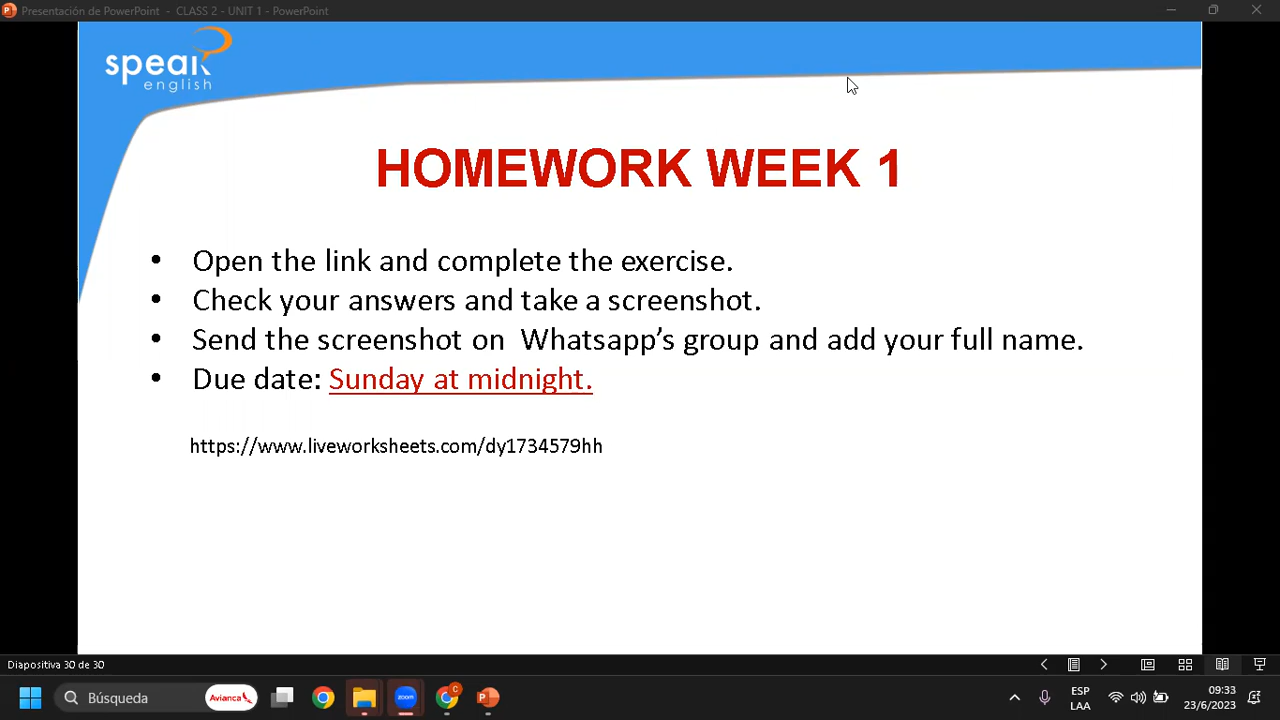 Presentación de PowerPoint - CLASS 2 - UNIT 1 - PowerPoint
speak
english
HOMEWORK WEEK 1
• Open the link and complete the exercise.
• Check your answers and take a screenshot.
• Send the screenshot on Whatsapp’s group and add your full name.
• Due date: Sunday at midnight.
https://www.liveworksheets.com/dy1734579hh
Diapositiva 30 de 30
Búsqueda
Avianca
zoom
C
ESP
LAA
09:33
23/6/2023